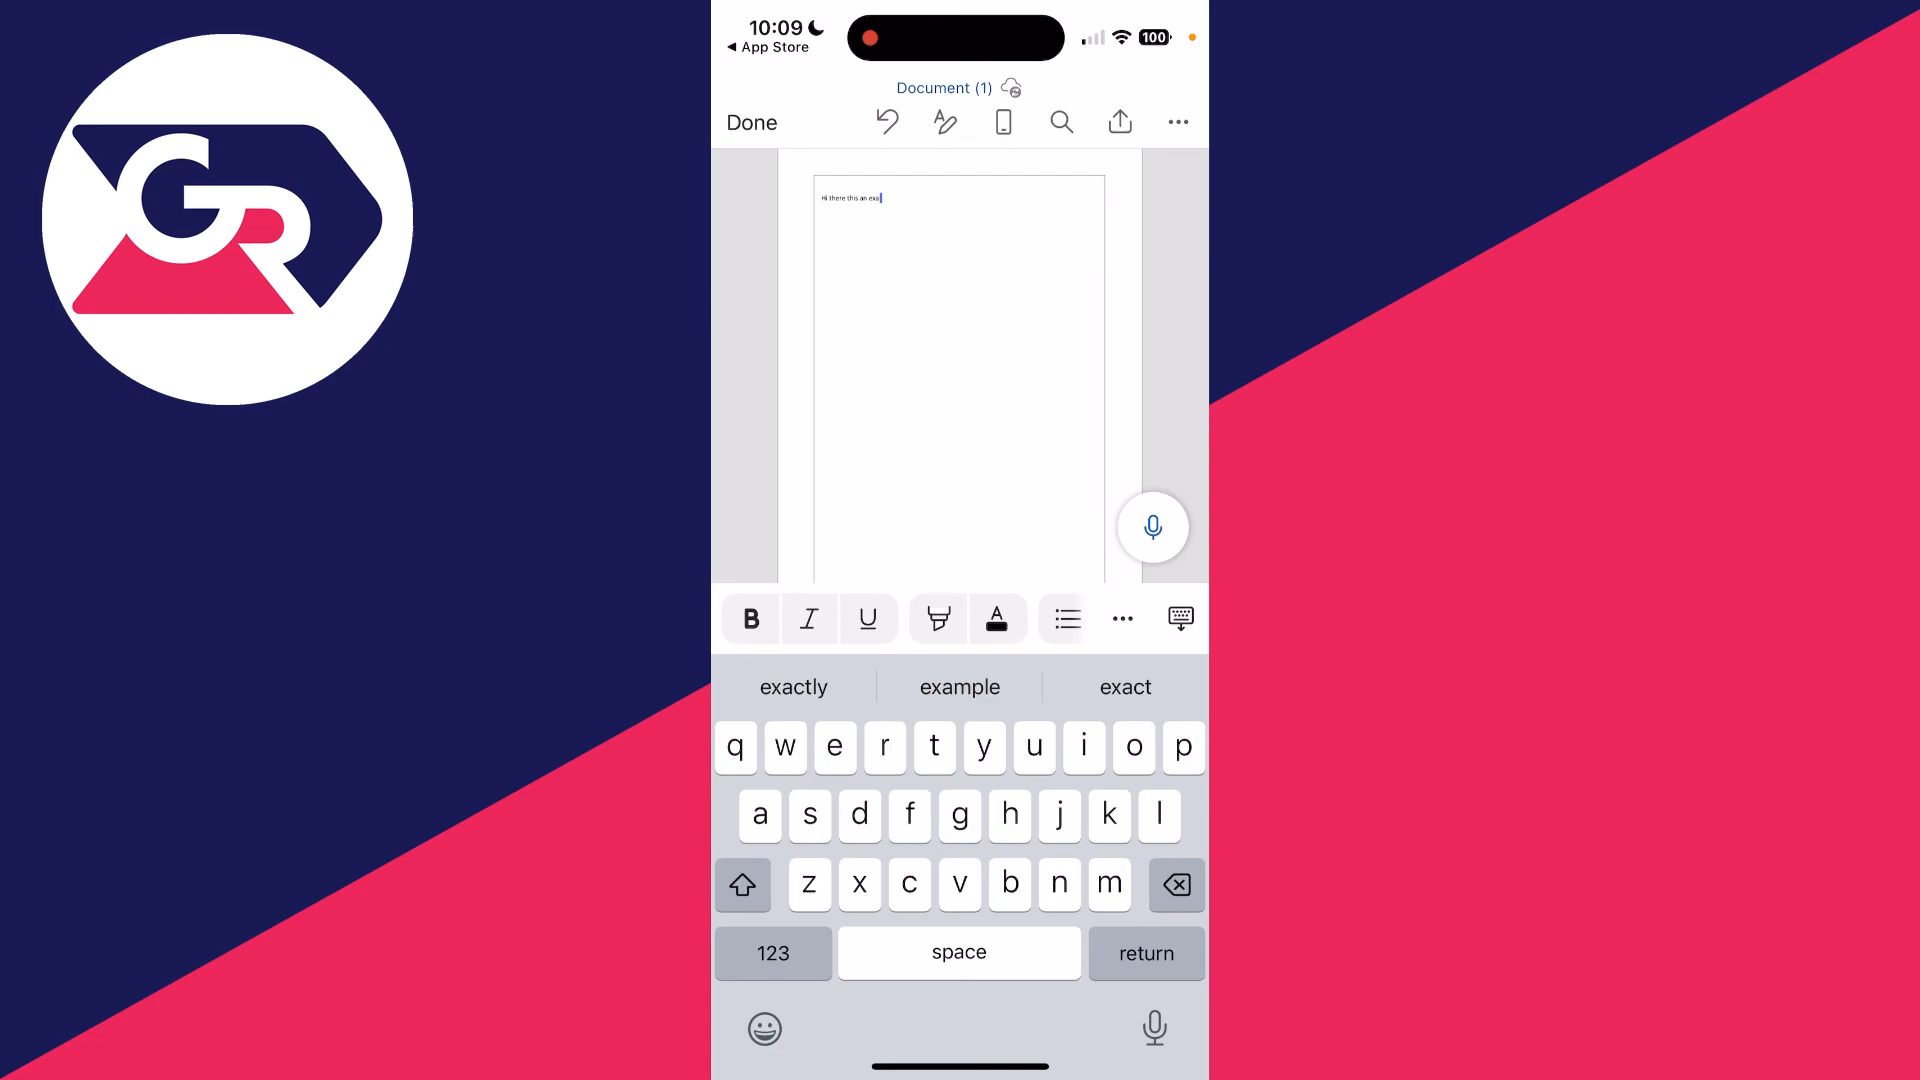 GR
10:09
App Store
100
Document (1)
Done
Hi there this an exa
B I U A
exactly example exact
q w e r t y u i o p
a s d f g h j k l
z x c v b n m
123 space return